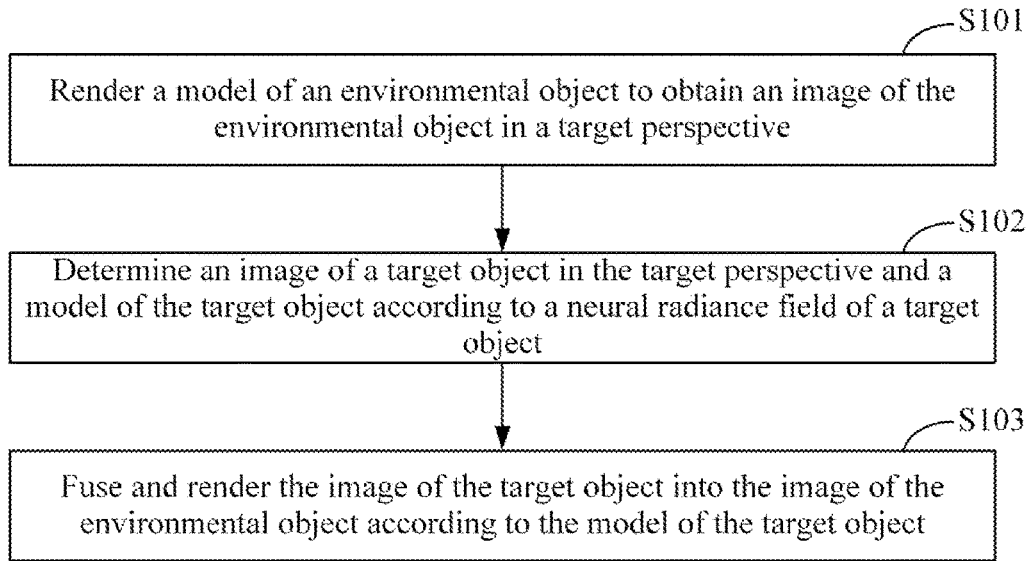 S101
Render a model of an environmental object to obtain an image of the
environmental object in a target perspective
S102
Determine an image of a target object in the target perspective and a
model of the target object according to a neural radiance field of a target
object
S103
Fuse and render the image of the target object into the image of the
environmental object according to the model of the target object